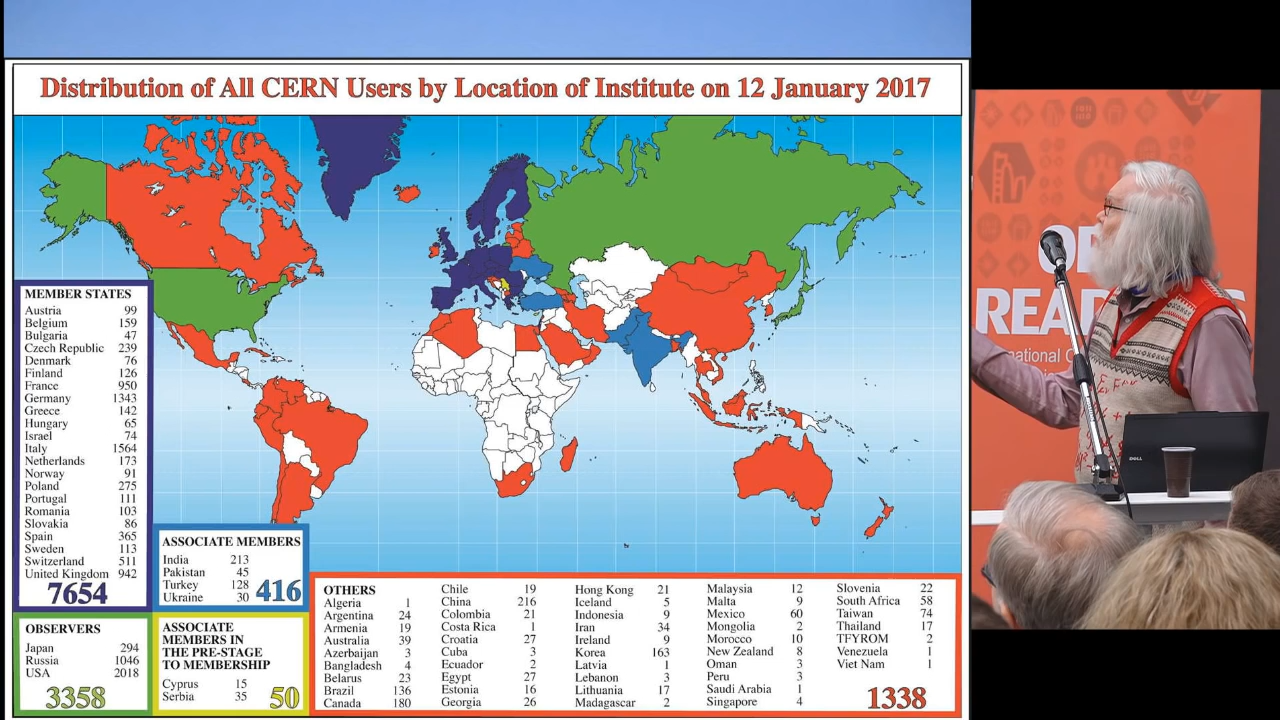 Distribution of All CERN Users by Location of Institute on 12 January 2017
MEMBER STATES
Austria 99
Belgium 159
Bulgaria 47
Czech Republic 239
Denmark 76
Finland 126
France 950
Germany 1343
Greece 142
Hungary 65
Israel 74
Italy 1564
Netherlands 173
Norway 91
Poland 275
Portugal 111
Romania 103
Slovakia 86
Spain 365
Sweden 113
Switzerland 511
United Kingdom 942
7654
OBSERVERS
Japan 294
Russia 1046
USA 2018
3358
ASSOCIATE MEMBERS
India 213
Pakistan 45
Turkey 128
Ukraine 30
416
ASSOCIATE
MEMBERS IN
THE PRE-STAGE
TO MEMBERSHIP
Cyprus 15
Serbia 35
50
OTHERS
Algeria 1
Argentina 24
Armenia 19
Australia 39
Azerbaijan 3
Bangladesh 4
Belarus 23
Brazil 136
Canada 180
Chile 19
China 216
Colombia 21
Costa Rica 1
Croatia 27
Cuba 3
Ecuador 2
Egypt 27
Estonia 16
Georgia 26
Hong Kong 21
Iceland 5
Indonesia 9
Iran 34
Ireland 9
Korea 163
Latvia 1
Lebanon 3
Lithuania 17
Madagascar 2
Malaysia 12
Malta 9
Mexico 60
Mongolia 2
Morocco 10
New Zealand 8
Oman 3
Peru 3
Saudi Arabia 1
Singapore 4
Slovenia 22
South Africa 58
Taiwan 74
Thailand 17
TFYROM 2
Venezuela 1
Viet Nam 1
1338
DELL